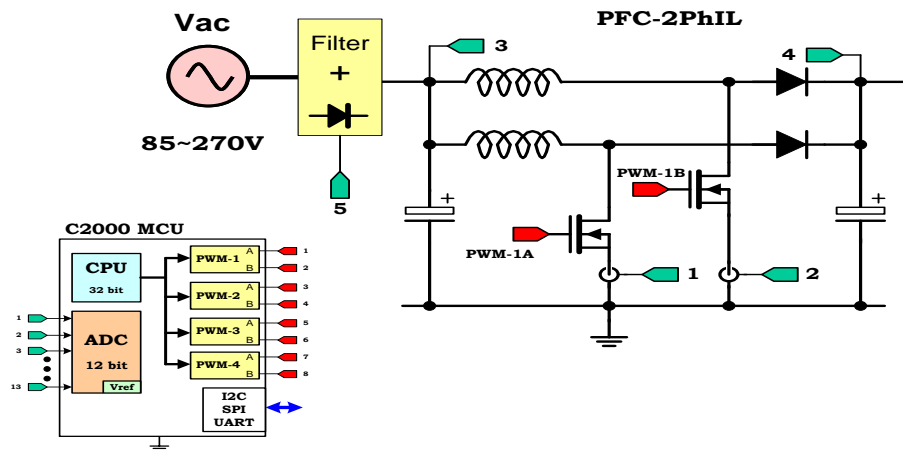 PFC-2PhIL
Vac
Filter
+
3
4
85~270V
5
PWM-1B
PWM-1A
1
2
+
+
C2000 MCU
CPU
32 bit
ADC
12 bit
Vref
1
2
3
13
PWM-1
A
B
PWM-2
A
B
PWM-3
A
B
PWM-4
A
B
1
2
3
4
5
6
7
8
I2C
SPI
UART